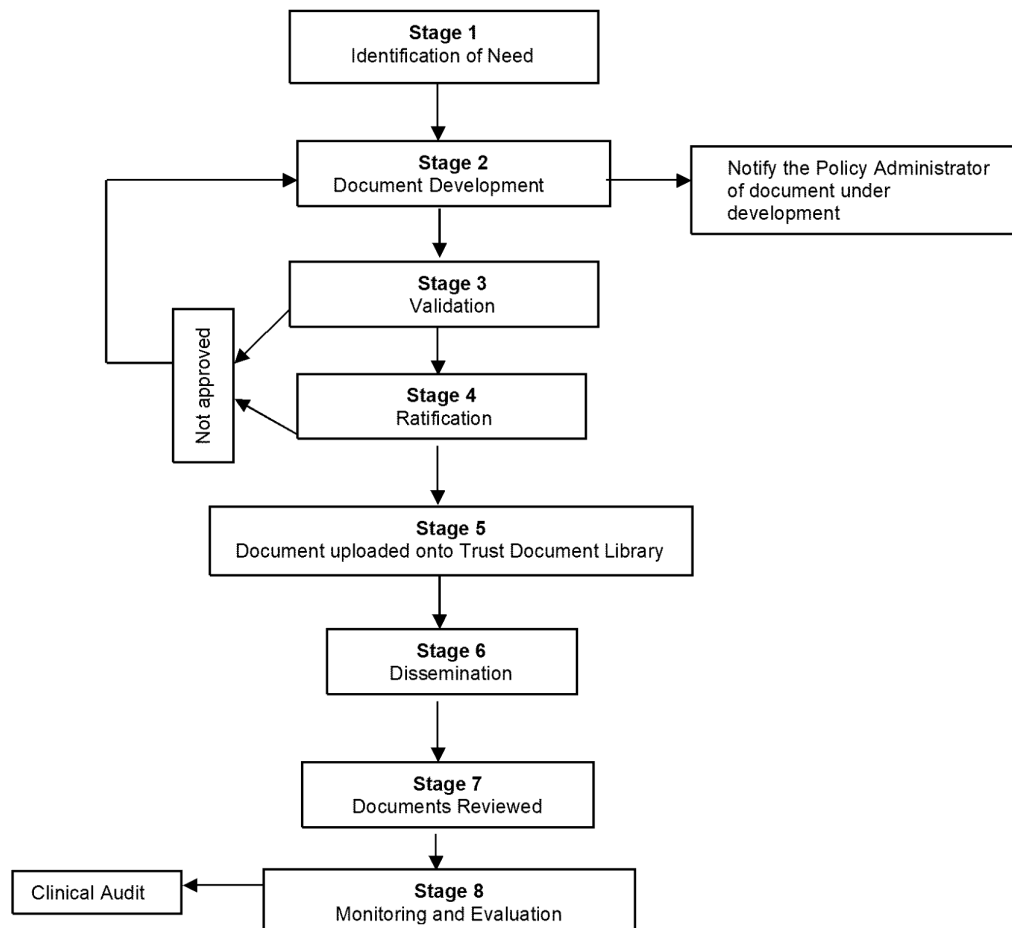 Stage 1
Identification of Need
Stage 2
Document Development
Notify the Policy Administrator
of document under
development
Stage 3
Validation
Not approved
Stage 4
Ratification
Stage 5
Document uploaded onto Trust Document Library
Stage 6
Dissemination
Stage 7
Documents Reviewed
Clinical Audit
Stage 8
Monitoring and Evaluation